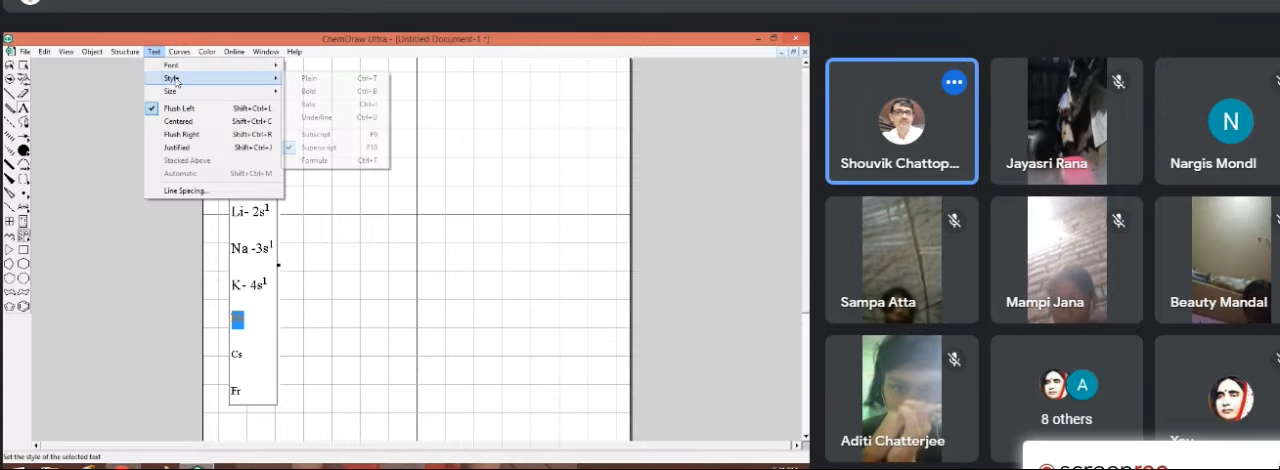 ChemDraw Ultra - [Untitled Document-1 *]
File Edit View Object Structure Text Curves Color Online Window Help
Font
Style
Size
Flush Left Shift+Ctrl+L
Centered Shift+Ctrl+C
Flush Right Shift+Ctrl+R
Justified Shift+Ctrl+J
Stacked Above
Automatic Shift+Ctrl+M
Line Spacing...
Plain Ctrl+T
Bold Ctrl+B
Italic Ctrl+I
Underline Ctrl+U
Subscript F9
Superscript F10
Formula Ctrl+F
Li- 2s¹
Na -3s¹
K- 4s¹
Cs
Fr
Set the style of the selected text
Shouvik Chattop...
Jayasri Rana
N
Nargis Mondl
Sampa Atta
Mampi Jana
Beauty Mandal
Aditi Chatterjee
A
8 others
You